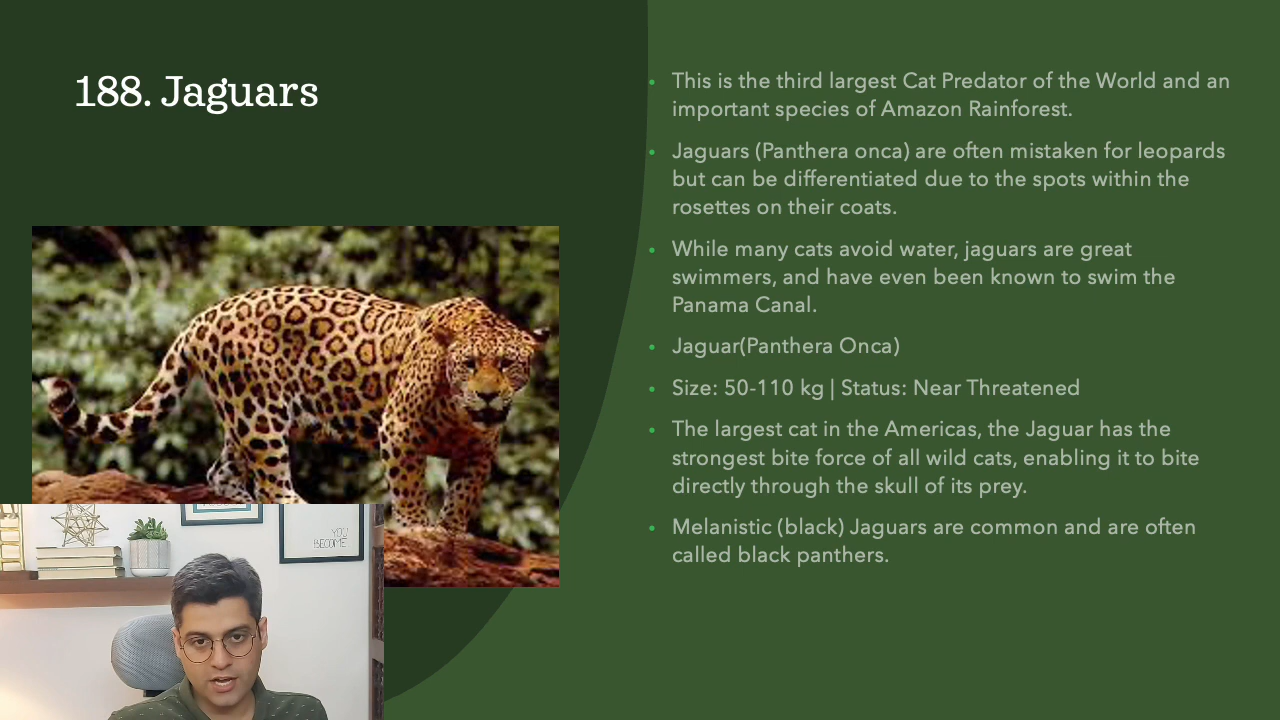 188. Jaguars
This is the third largest Cat Predator of the World and an
important species of Amazon Rainforest.
Jaguars (Panthera onca) are often mistaken for leopards
but can be differentiated due to the spots within the
rosettes on their coats.
While many cats avoid water, jaguars are great
swimmers, and have even been known to swim the
Panama Canal.
Jaguar(Panthera Onca)
Size: 50-110 kg | Status: Near Threatened
The largest cat in the Americas, the Jaguar has the
strongest bite force of all wild cats, enabling it to bite
directly through the skull of its prey.
Melanistic (black) Jaguars are common and are often
called black panthers.
YOU
BECOME